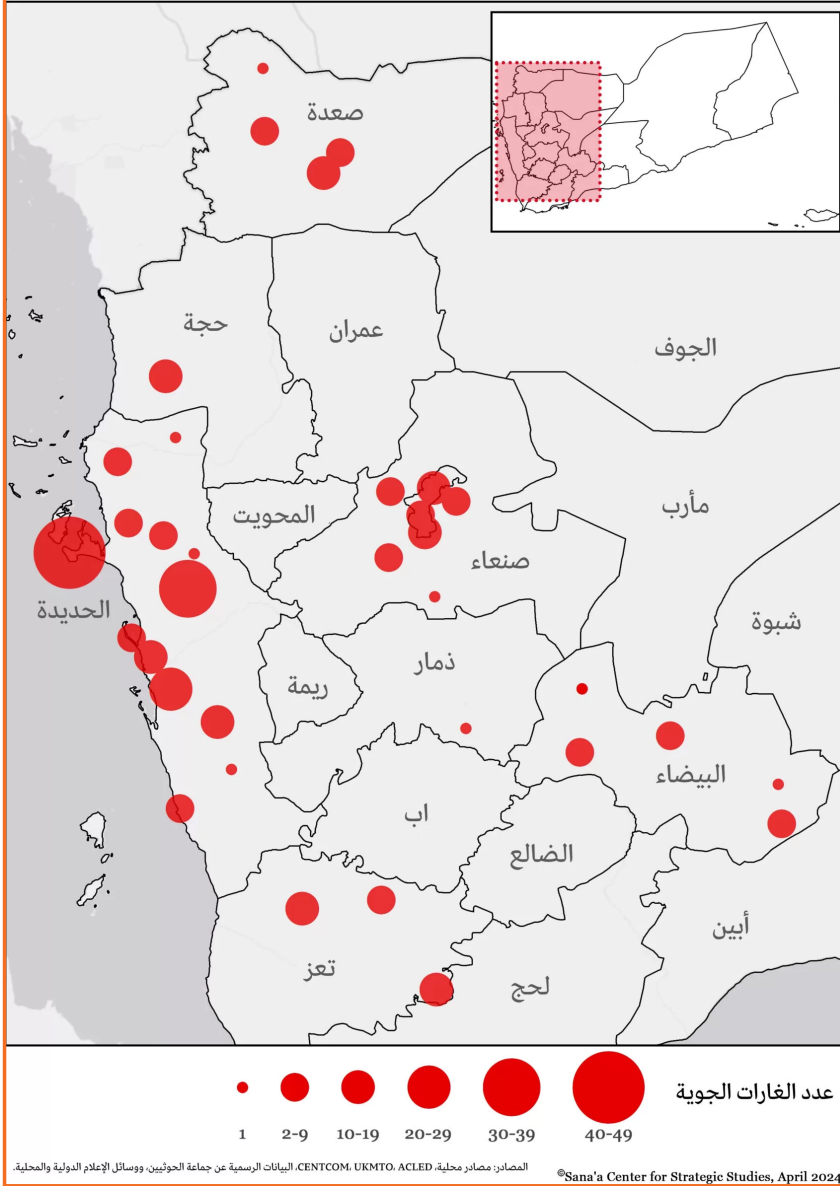 صعدة
حجة
عمران
الجوف
المحويت
مأرب
صنعاء
الحديدة
شبوة
ذمار
ريمة
البيضاء
اب
الضالع
أبين
تعز
لحج
عدد الغارات الجوية
1 2-9 10-19 20-29 30-39 40-49
المصادر: مصادر محلية، CENTCOM، UKMTO، ACLED، البيانات الرسمية عن جماعة الحوثيين، ووسائل الإعلام الدولية والمحلية.
©Sana'a Center for Strategic Studies, April 2024